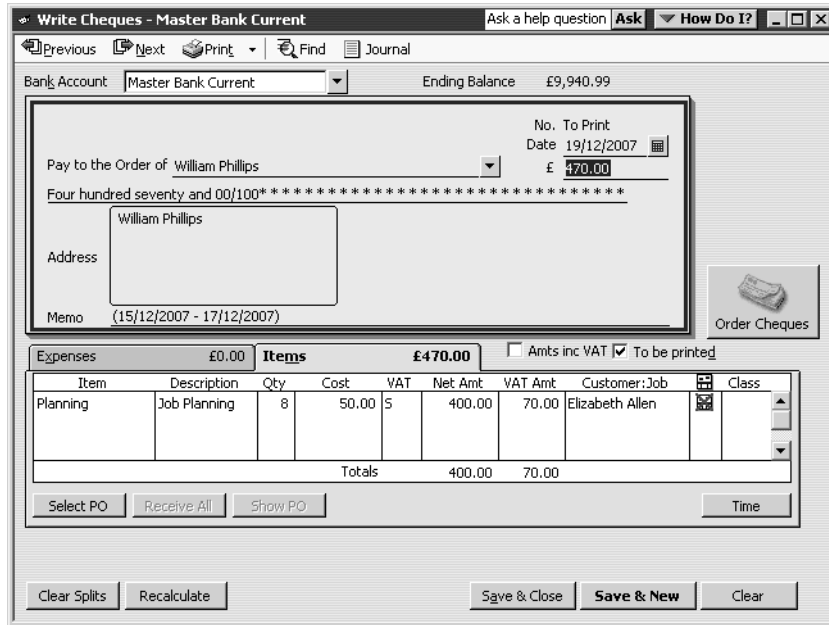 Write Cheques - Master Bank Current Ask a help question Ask How Do I?
Previous Next Print Find Journal
Bank Account Master Bank Current Ending Balance £9,940.99
No. To Print
Date 19/12/2007
Pay to the Order of William Phillips £ 470.00
Four hundred seventy and 00/100* * * * * * * * * * * * * * * * * * * * * * * * * * * * * * *
William Phillips
Address
Memo (15/12/2007 - 17/12/2007)
Order Cheques
Expenses £0.00 Items £470.00 Amts inc VAT To be printed
Item Description Qty Cost VAT Net Amt VAT Amt Customer:Job Class
Planning Job Planning 8 50.00 S 400.00 70.00 Elizabeth Allen
Totals 400.00 70.00
Select PO Receive All Show PO Time
Clear Splits Recalculate Save & Close Save & New Clear